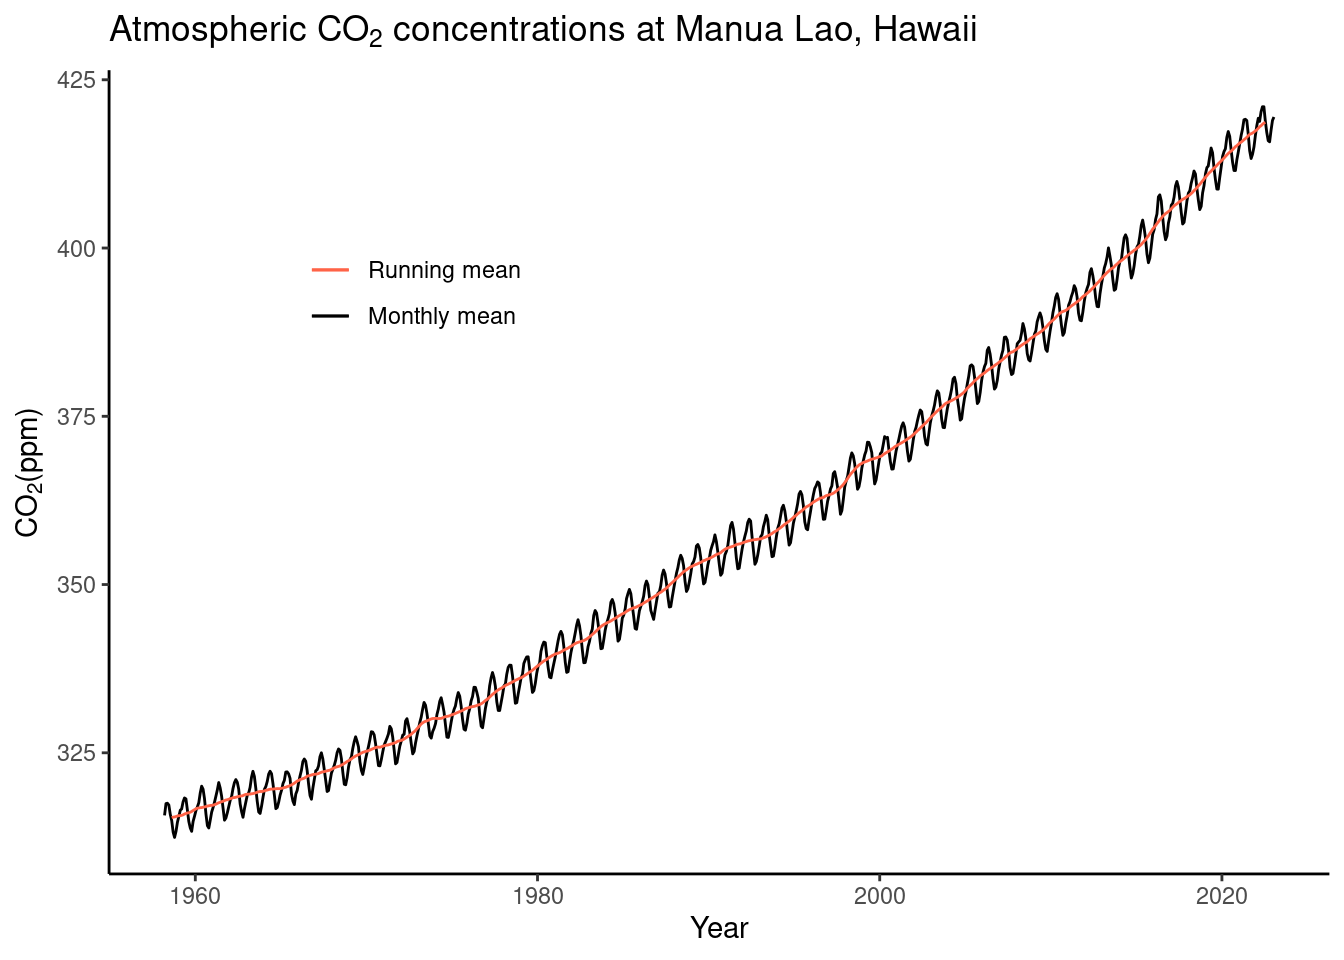 Atmospheric CO₂ concentrations at Manua Lao, Hawaii
425
400
375
350
325
CO₂(ppm)
Running mean
Monthly mean
1960
1980
2000
2020
Year